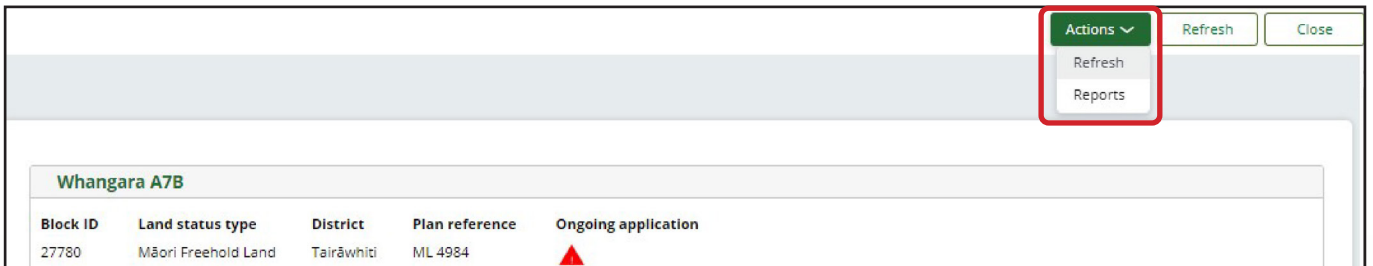 Actions Refresh Close
Refresh
Reports
Whangara A7B
Block ID Land status type District Plan reference Ongoing application
27780 Māori Freehold Land Tairāwhiti ML 4984